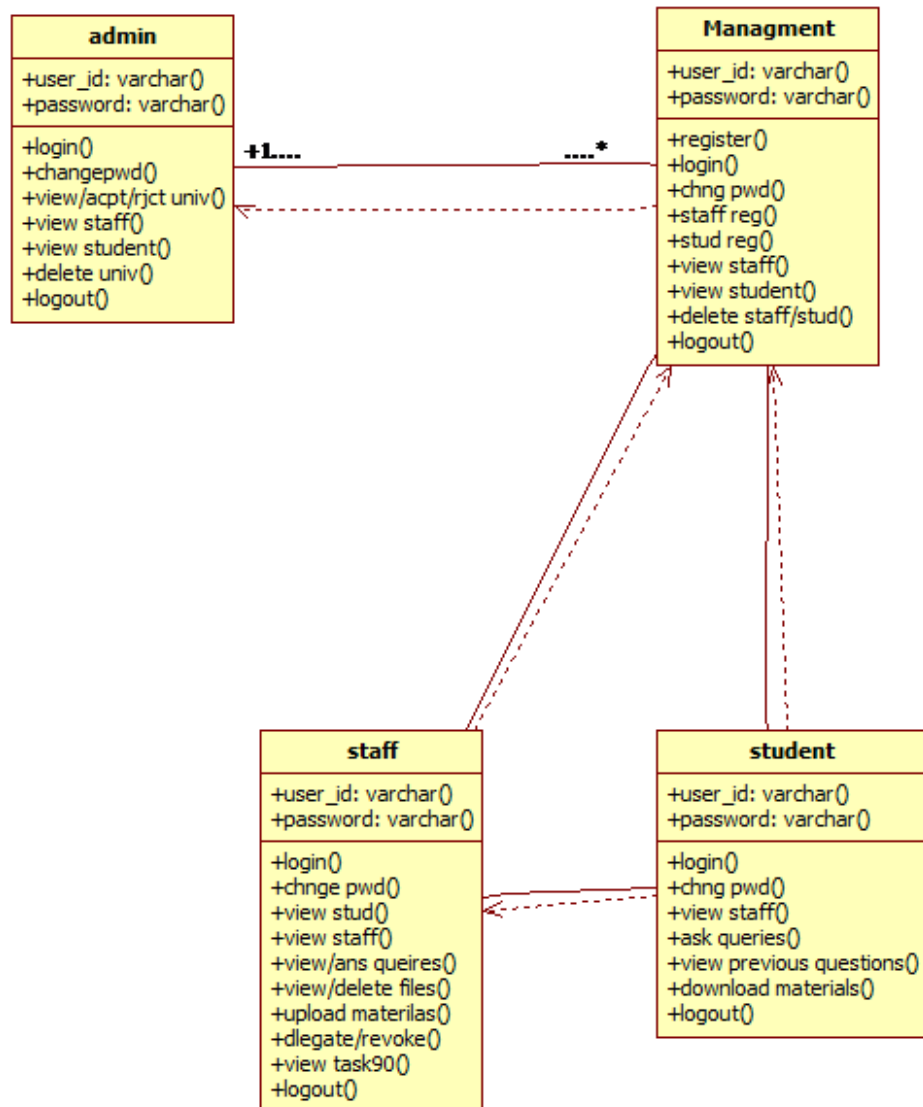 admin
+user_id: varchar()
+password: varchar()
+login()
+changepwd()
+view/acpt/rjct univ()
+view staff()
+view student()
+delete univ()
+logout()
+1....
....*
Managment
+user_id: varchar()
+password: varchar()
+register()
+login()
+chng pwd()
+staff reg()
+stud reg()
+view staff()
+view student()
+delete staff/stud()
+logout()
staff
+user_id: varchar()
+password: varchar()
+login()
+chnge pwd()
+view stud()
+view staff()
+view/ans queires()
+view/delete files()
+upload materilas()
+dlegate/revoke()
+view task90()
+logout()
student
+user_id: varchar()
+password: varchar()
+login()
+chng pwd()
+view staff()
+ask queries()
+view previous questions()
+download materials()
+logout()